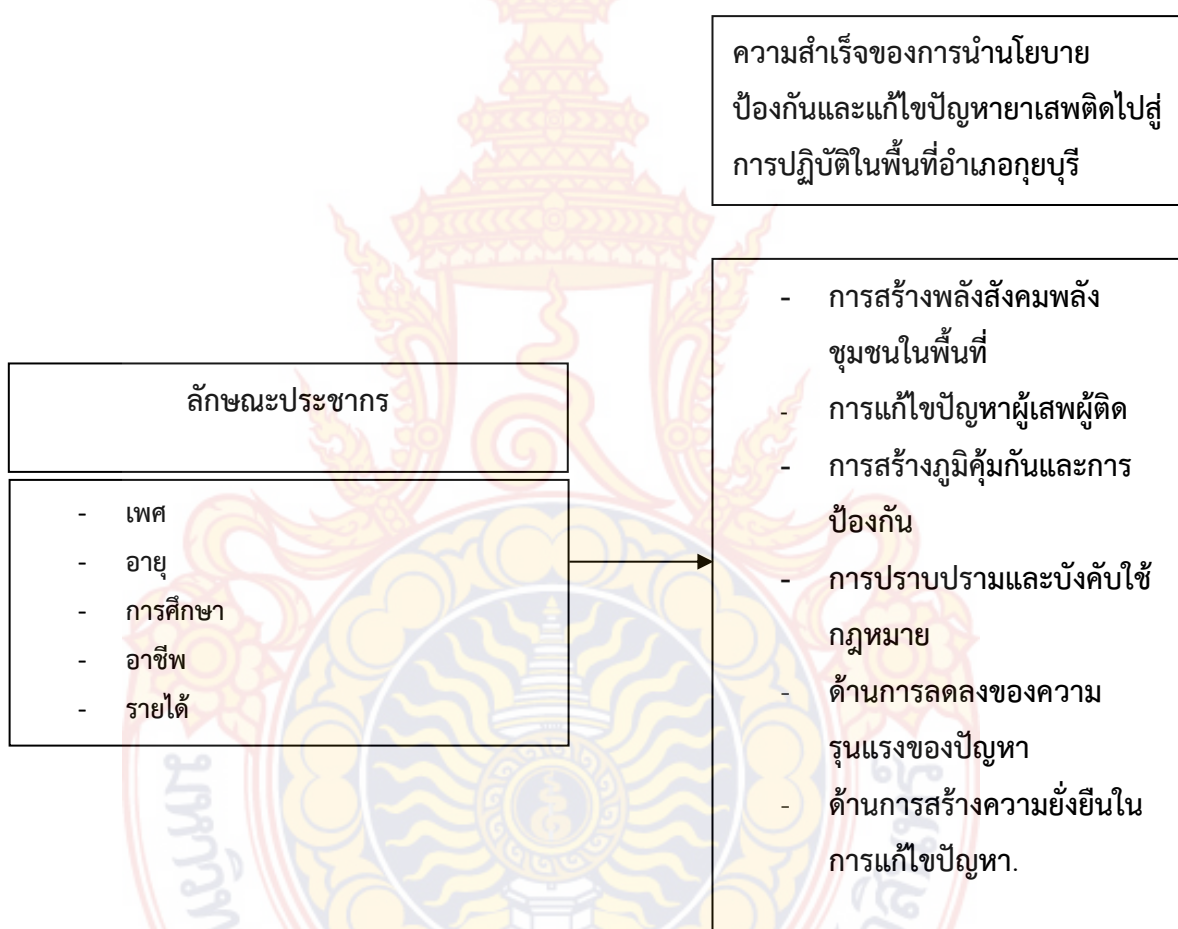 ความสำเร็จของการนำนโยบาย
ป้องกันและแก้ไขปัญหายาเสพติดไปสู่
การปฏิบัติในพื้นที่อำเภอกุยบุรี
ลักษณะประชากร
- เพศ
- อายุ
- การศึกษา
- อาชีพ
- รายได้
- การสร้างพลังสังคมพลัง
ชุมชนในพื้นที่
- การแก้ไขปัญหาผู้เสพผู้ติด
- การสร้างภูมิคุ้มกันและการ
ป้องกัน
- การปราบปรามและบังคับใช้
กฎหมาย
- ด้านการลดลงของความ
รุนแรงของปัญหา
- ด้านการสร้างความยั่งยืนใน
การแก้ไขปัญหา.